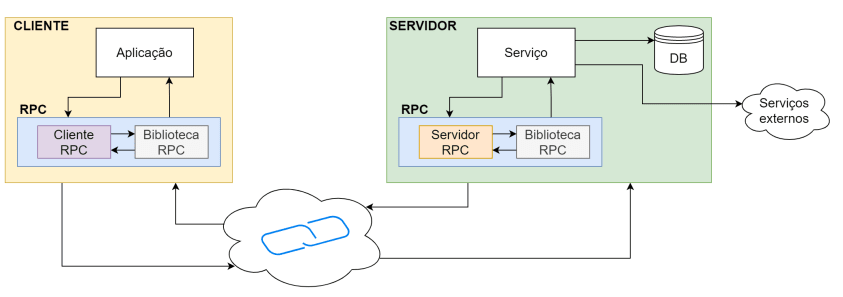 CLIENTE
Aplicação
RPC
Cliente
RPC
Biblioteca
RPC
SERVIDOR
Serviço
DB
RPC
Servidor
RPC
Biblioteca
RPC
Serviços
externos